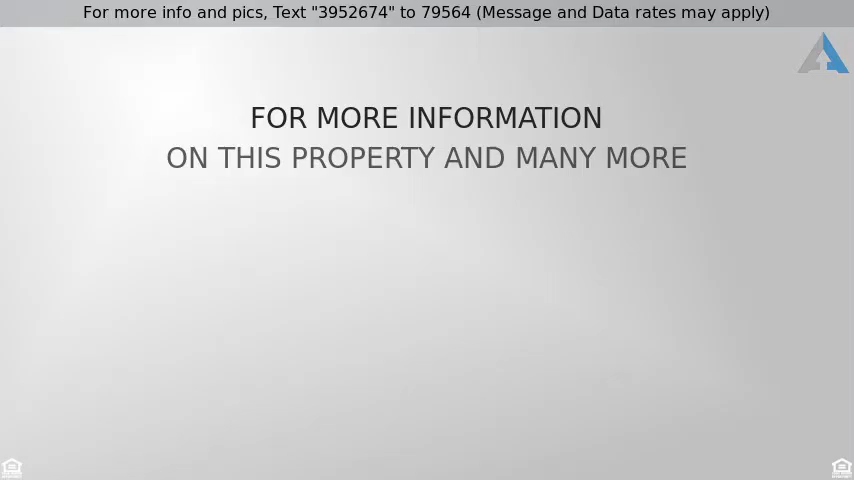 For more info and pics, Text "3952674" to 79564 (Message and Data rates may apply)
FOR MORE INFORMATION
ON THIS PROPERTY AND MANY MORE